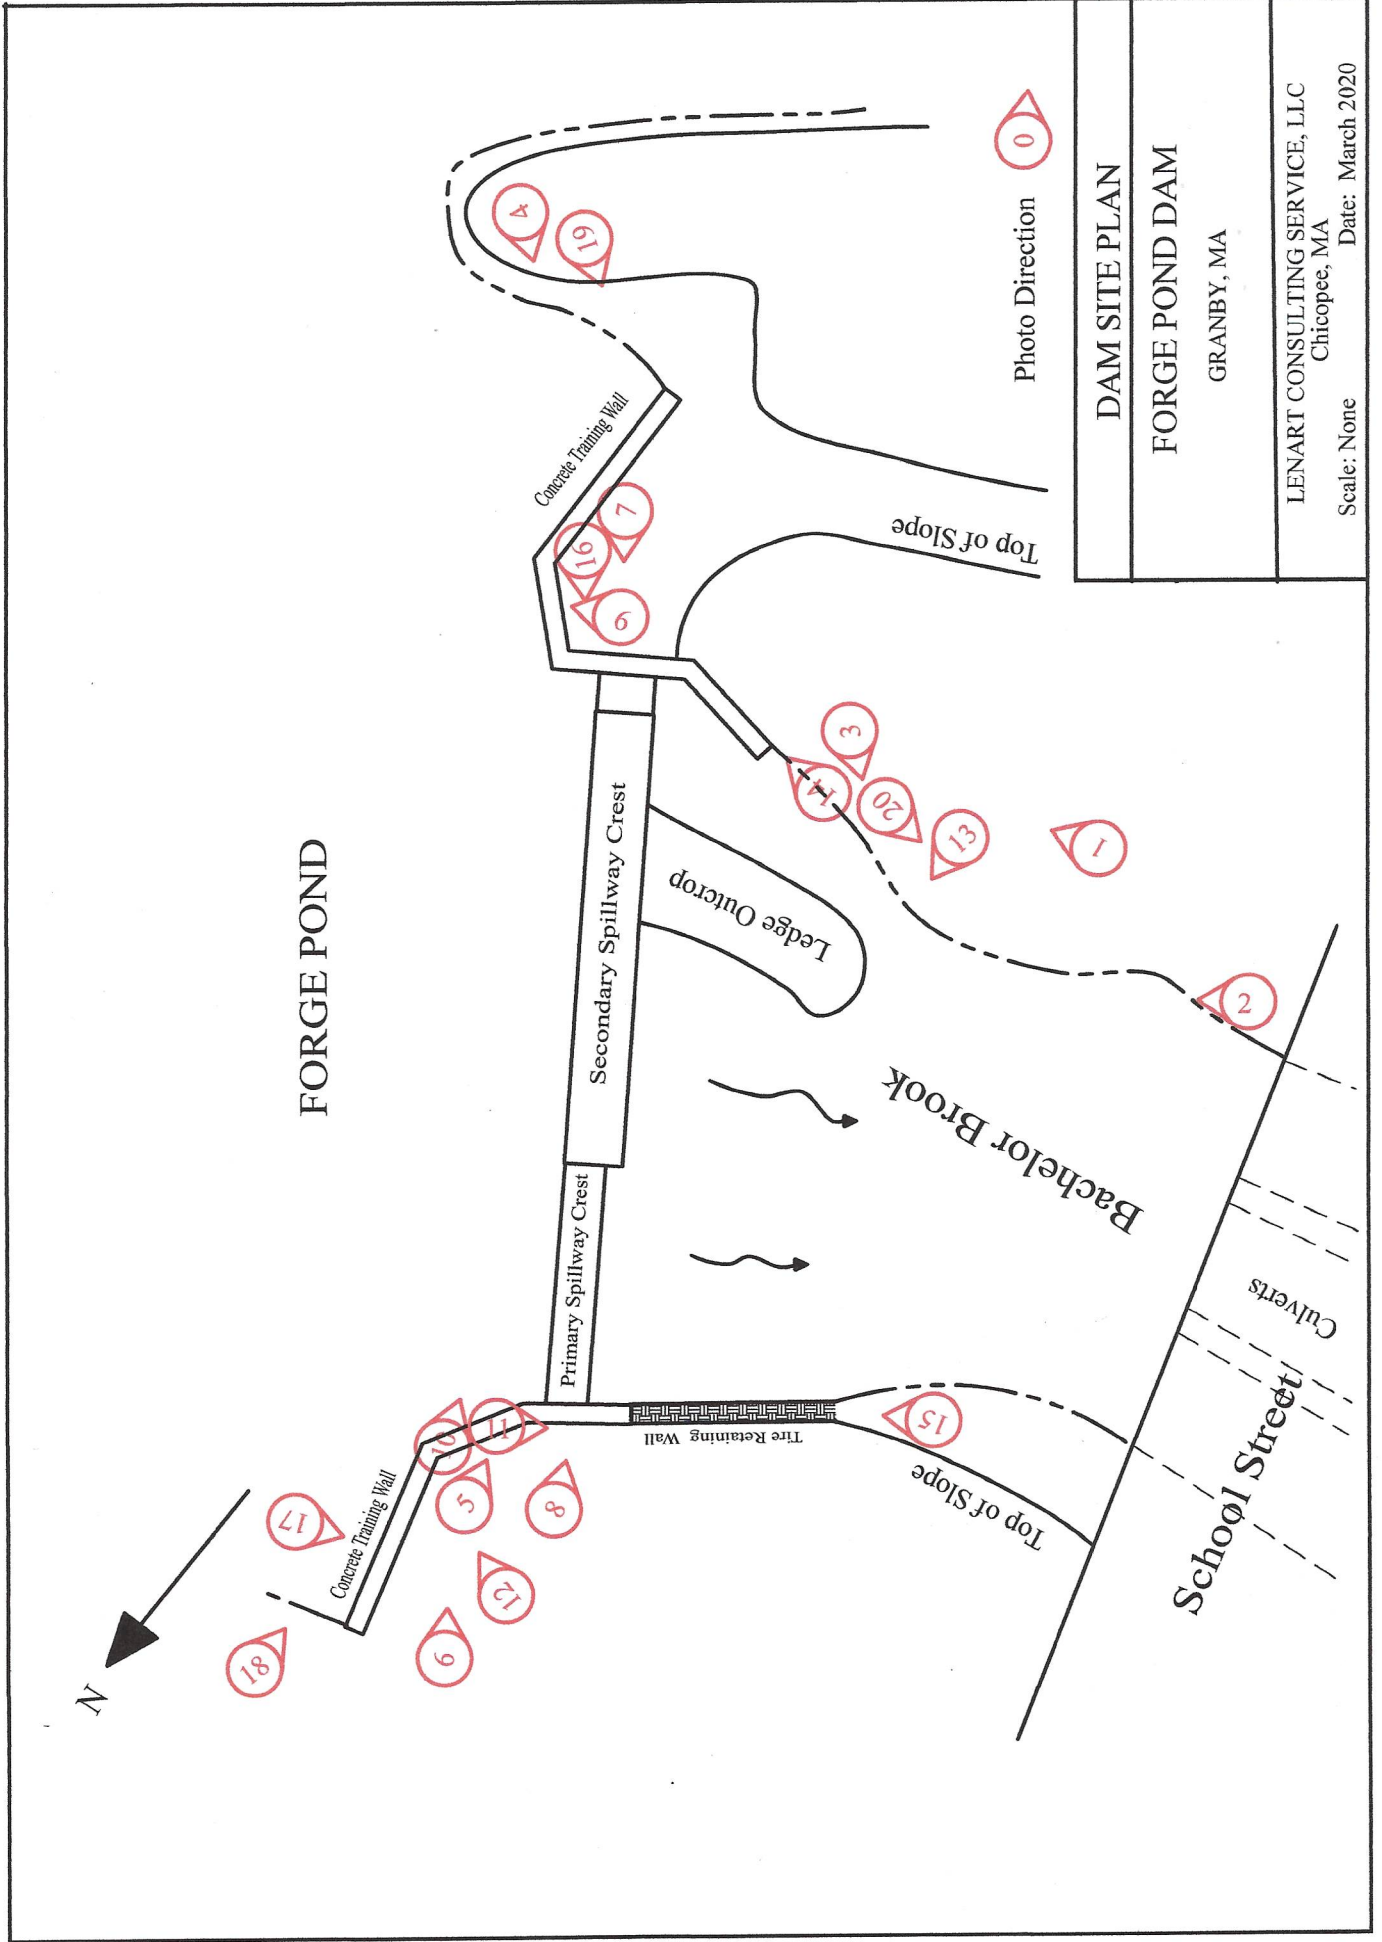 FORGE POND
N
18
17
Concrete Training Wall
10
11
5
8
12
6
Primary Spillway Crest
Secondary Spillway Crest
Tire Retaining Wall
15
Top of Slope
Ledge Outcrop
Bachelor Brook
Culverts
School Street
Concrete Training Wall
16
7
9
4
19
Top of Slope
3
14
20
13
1
2
Photo Direction
0
DAM SITE PLAN
FORGE POND DAM
GRANBY, MA
LENART CONSULTING SERVICE, LLC
Chicopee, MA
Scale: None Date: March 2020